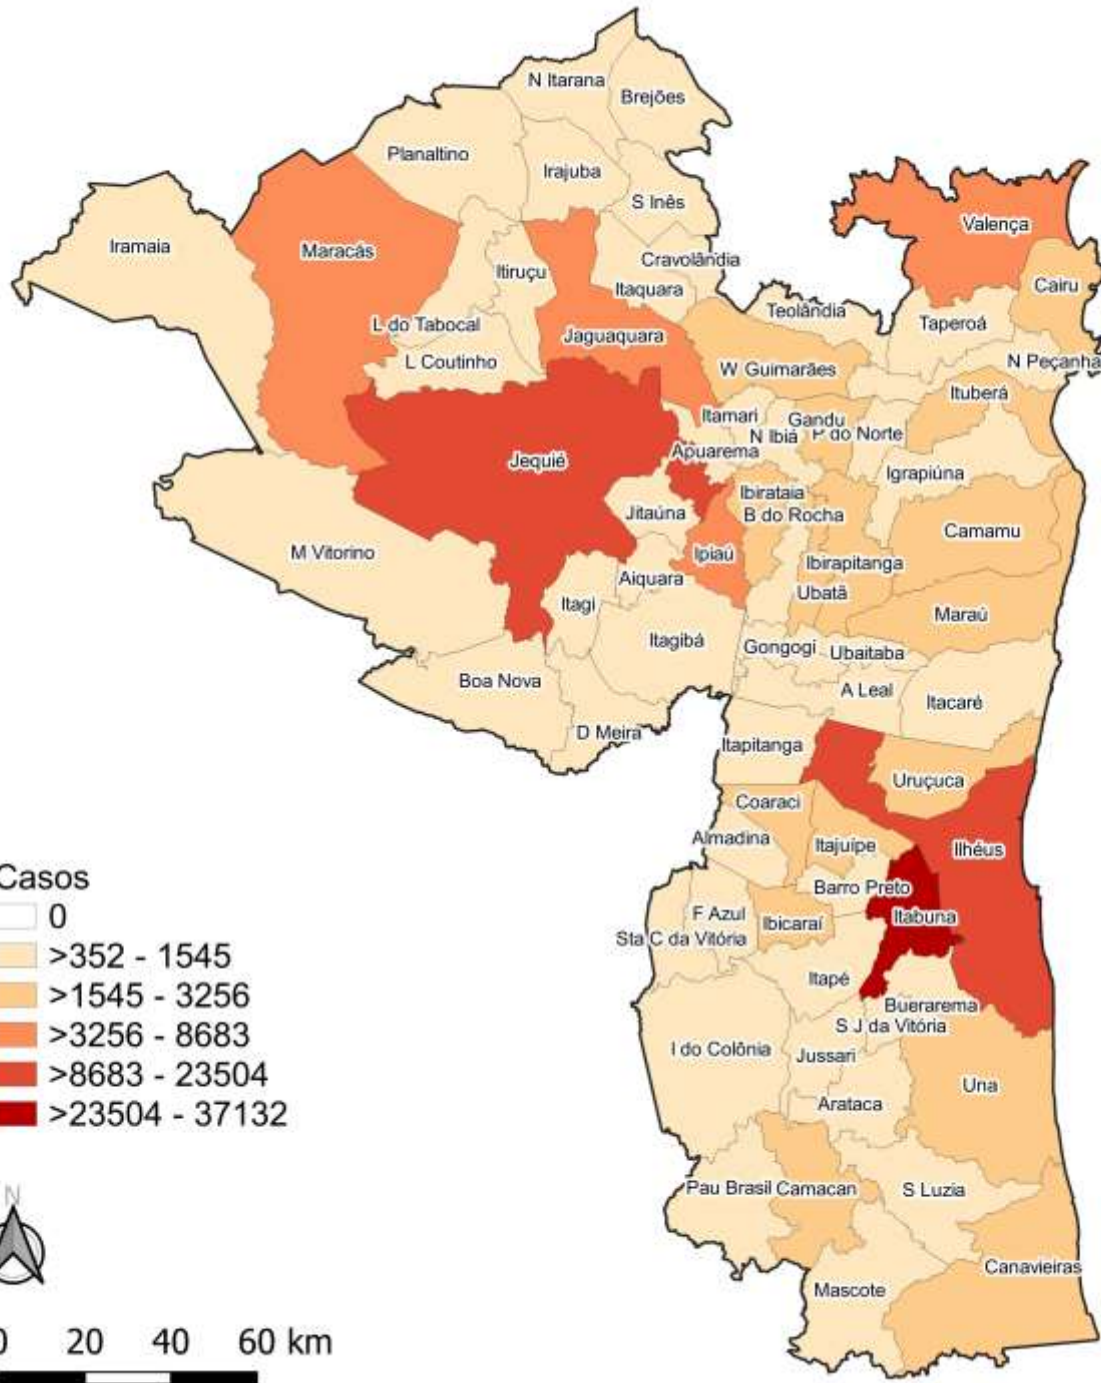 N Itarana
Brejões
Planaltino
Irajuba
S Inês
Valença
Iramaia
Maracás
Cravolândia
Itiruçu
Itaquara
Cairu
Teolândia
Taperoá
L do Tabocal
Jaguaquara
L Coutinho
W Guimarães
N Peçanha
Ituberá
Itamari
Gandu
N Ibiá
P do Norte
Apuarema
Jequié
Igrapiúna
Ibirataia
Jitaúna
B do Rocha
Camamu
M Vitorino
Ipiaú
Ibirapitanga
Aiquara
Ubatã
Itagi
Maraú
Itagibá
Gongogi
Ubaitaba
Boa Nova
A Leal
Itacaré
D Meira
Itapitanga
Uruçuca
Coaraci
Almadina
Itajuípe
Ilhéus
Barro Preto
F Azul
Ibicaraí
Itabuna
Sta C da Vitória
Itapé
Buerarema
S J da Vitória
I do Colônia
Jussari
Una
Arataca
Pau Brasil
Camacan
S Luzia
Canavieiras
Mascote
Casos
0
>352 - 1545
>1545 - 3256
>3256 - 8683
>8683 - 23504
>23504 - 37132
N
0 20 40 60 km